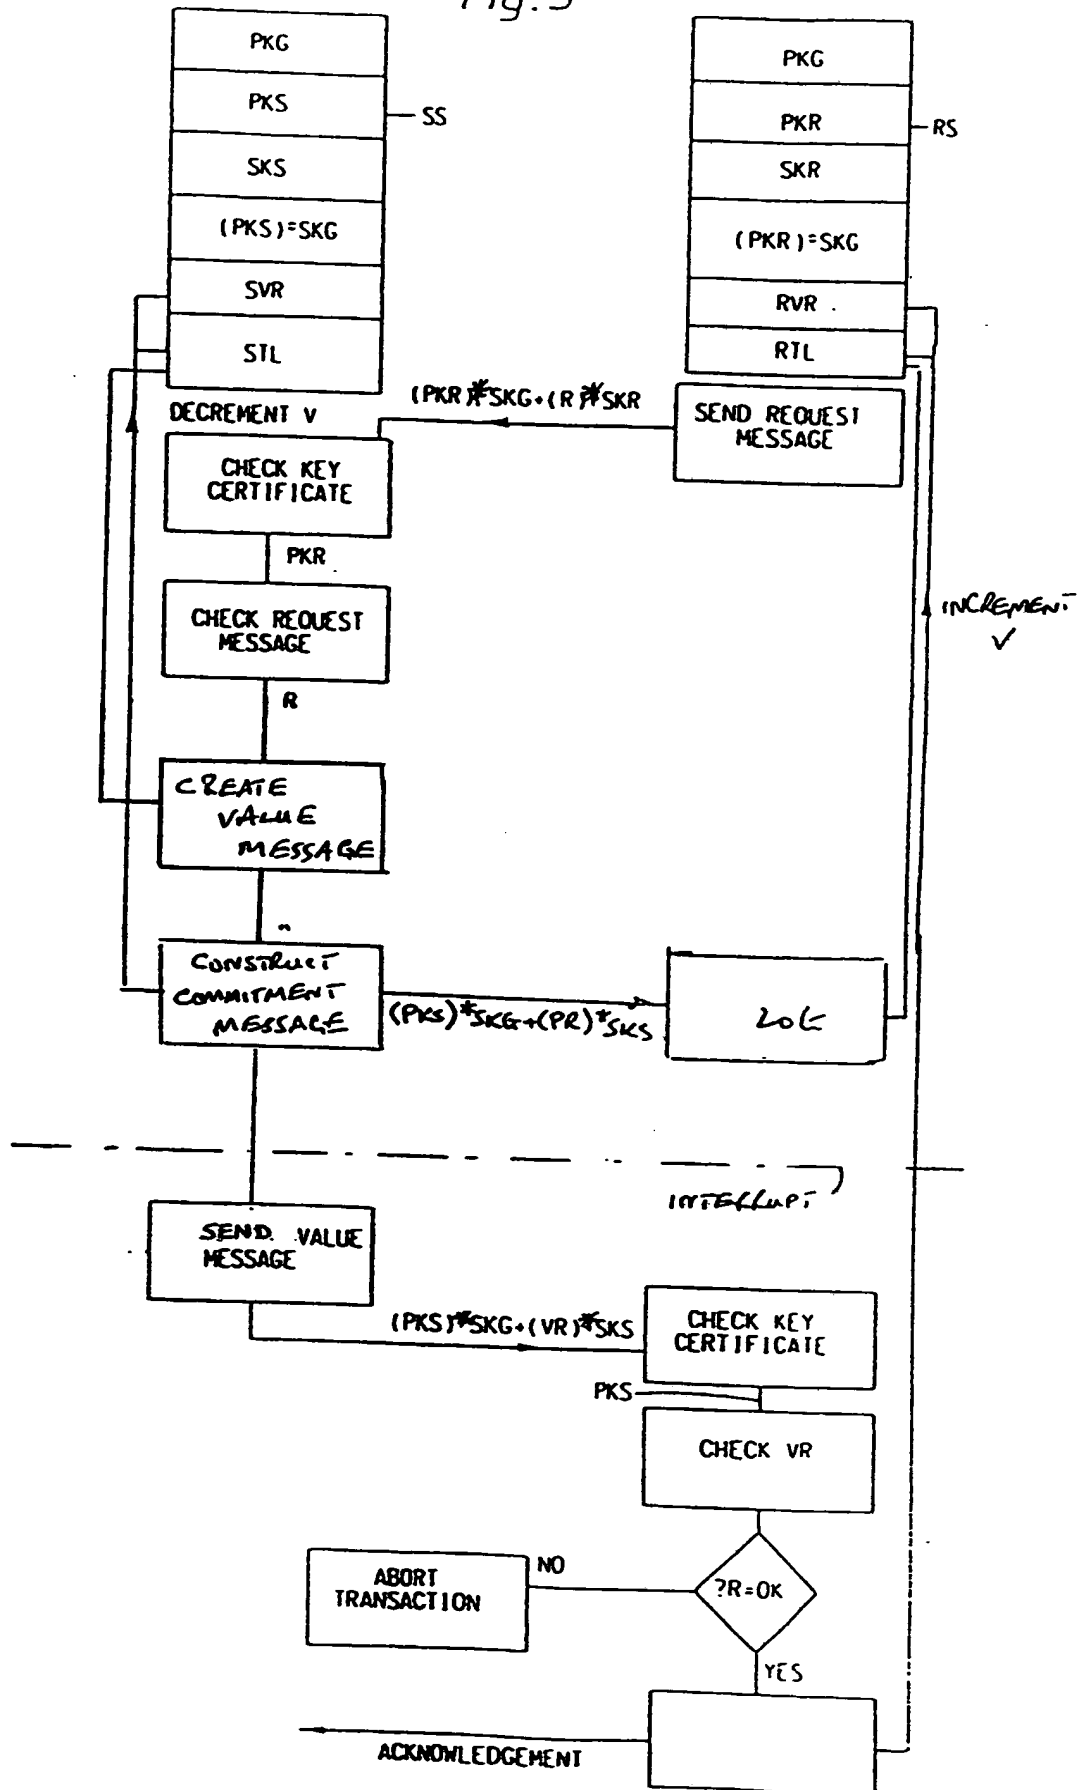 Fig. 5
PKG
PKS
SS
SKS
(PKS)=SKG
SVR
STL
PKG
PKR
RS
SKR
(PKR)=SKG
RVR
RTL
DECREMENT V
(PKR)*SKG+(R)*SKR
SEND REQUEST
MESSAGE
CHECK KEY
CERTIFICATE
PKR
CHECK REQUEST
MESSAGE
R
INCREMENT
V
CREATE
VALUE
MESSAGE
CONSTRUCT
COMMITMENT
MESSAGE
(PKS)*SKG+(PR)*SKS
INTERRUPT
SEND VALUE
MESSAGE
(PKS)*SKG+(VR)*SKS
CHECK KEY
CERTIFICATE
PKS
CHECK VR
?R=OK
NO
ABORT
TRANSACTION
YES
ACKNOWLEDGEMENT